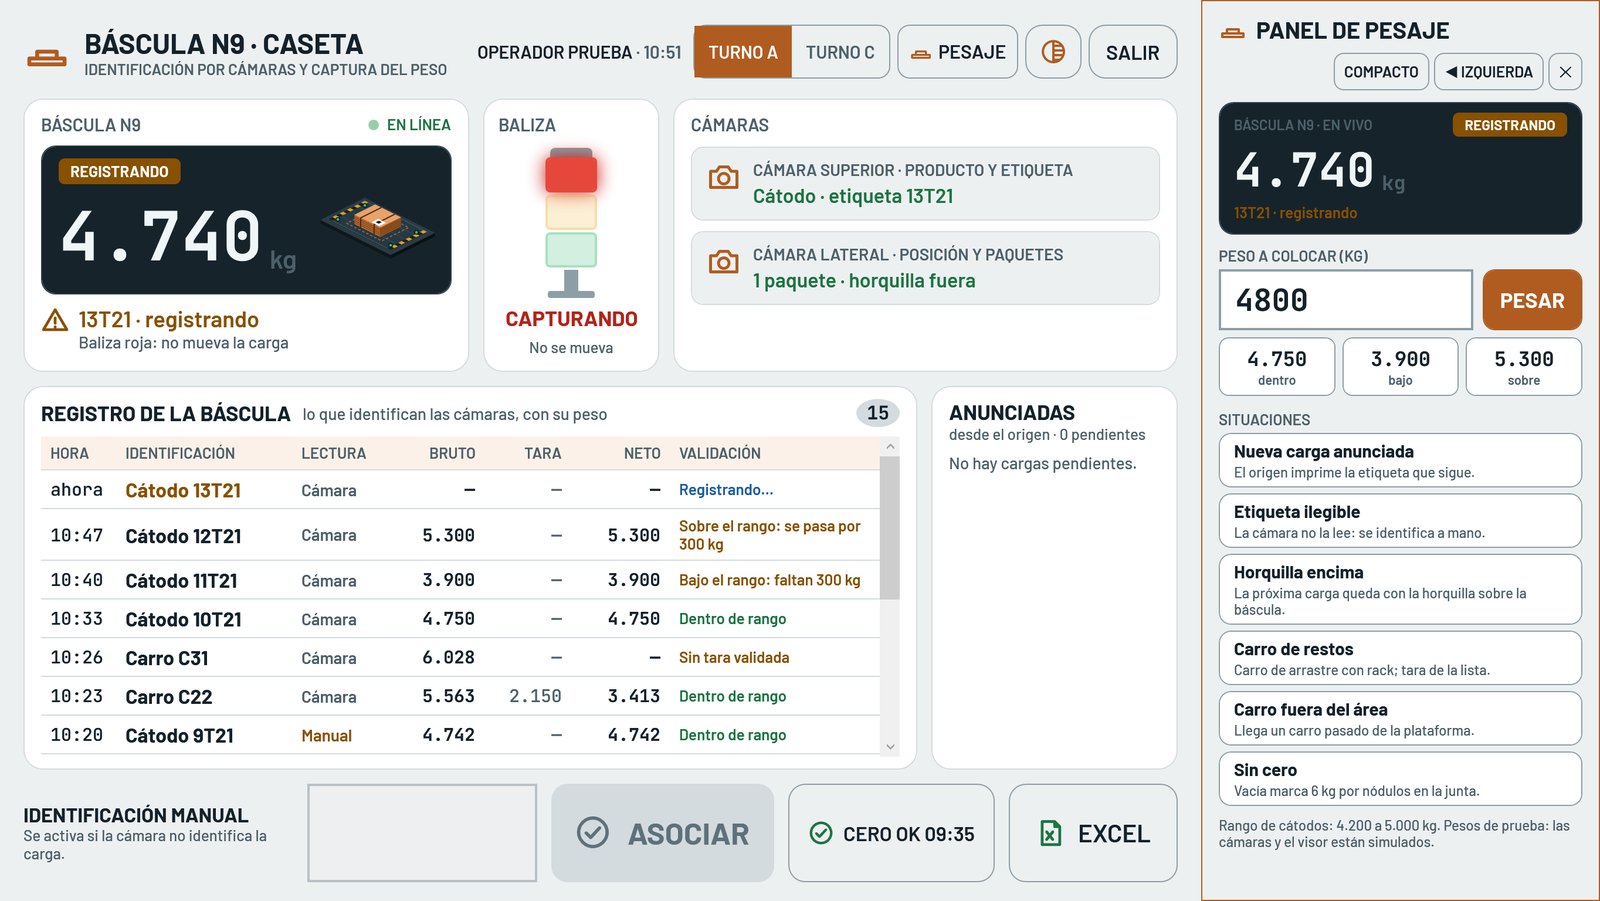 BÁSCULA N9 · CASETA
IDENTIFICACIÓN POR CÁMARAS Y CAPTURA DEL PESO
OPERADOR PRUEBA · 10:51
TURNO A
TURNO C
PESAJE
SALIR
BÁSCULA N9
EN LÍNEA
REGISTRANDO
4.740 kg
13T21 · registrando
Baliza roja: no mueva la carga
BALIZA
CAPTURANDO
No se mueva
CÁMARAS
CÁMARA SUPERIOR · PRODUCTO Y ETIQUETA
Cátodo · etiqueta 13T21
CÁMARA LATERAL · POSICIÓN Y PAQUETES
1 paquete · horquilla fuera
REGISTRO DE LA BÁSCULA lo que identifican las cámaras, con su peso 15
HORA IDENTIFICACIÓN LECTURA BRUTO TARA NETO VALIDACIÓN
ahora Cátodo 13T21 Cámara – – – Registrando...
10:47 Cátodo 12T21 Cámara 5.300 – 5.300 Sobre el rango: se pasa por
300 kg
10:40 Cátodo 11T21 Cámara 3.900 – 3.900 Bajo el rango: faltan 300 kg
10:33 Cátodo 10T21 Cámara 4.750 – 4.750 Dentro de rango
10:26 Carro C31 Cámara 6.028 – – Sin tara validada
10:23 Carro C22 Cámara 5.563 2.150 3.413 Dentro de rango
10:20 Cátodo 9T21 Manual 4.742 – 4.742 Dentro de rango
ANUNCIADAS
desde el origen · 0 pendientes
No hay cargas pendientes.
IDENTIFICACIÓN MANUAL
Se activa si la cámara no identifica la
carga.
ASOCIAR
CERO OK 09:35
EXCEL
PANEL DE PESAJE
COMPACTO
◀ IZQUIERDA
×
BÁSCULA N9 · EN VIVO
REGISTRANDO
4.740 kg
13T21 · registrando
PESO A COLOCAR (KG)
4800
PESAR
4.750
dentro
3.900
bajo
5.300
sobre
SITUACIONES
Nueva carga anunciada
El origen imprime la etiqueta que sigue.
Etiqueta ilegible
La cámara no la lee: se identifica a mano.
Horquilla encima
La próxima carga queda con la horquilla sobre la
báscula.
Carro de restos
Carro de arrastre con rack; tara de la lista.
Carro fuera del área
Llega un carro pasado de la plataforma.
Sin cero
Vacía marca 6 kg por nódulos en la junta.
Rango de cátodos: 4.200 a 5.000 kg. Pesos de prueba: las
cámaras y el visor están simulados.